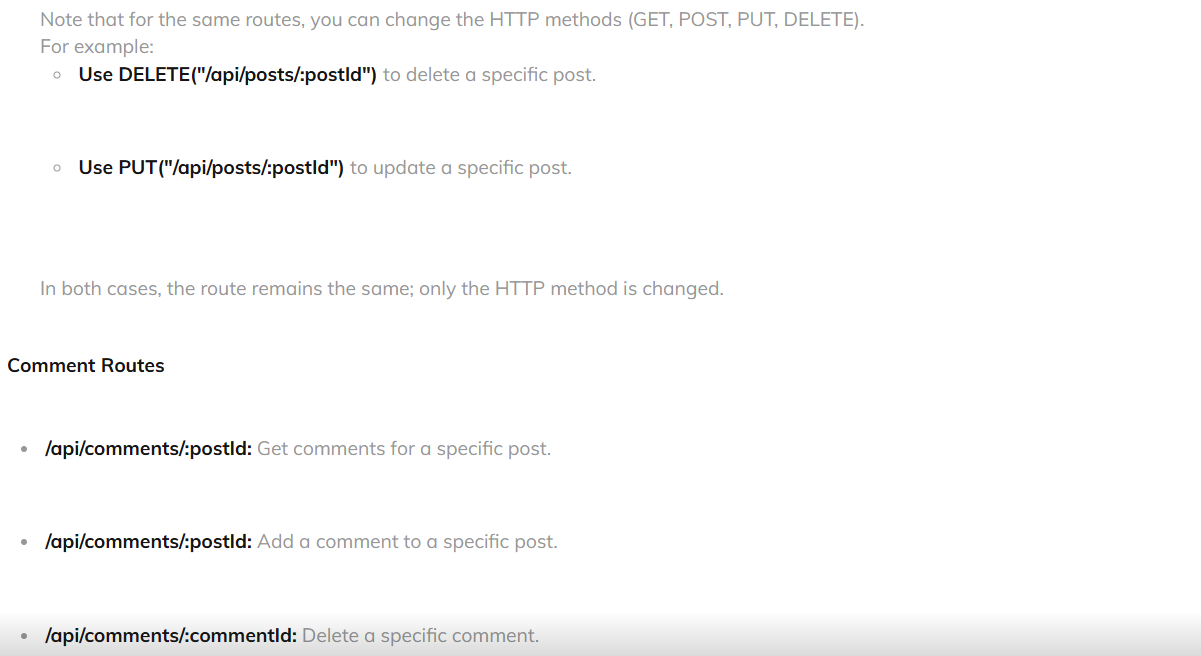 Note that for the same routes, you can change the HTTP methods (GET, POST, PUT, DELETE).
For example:
Use DELETE("/api/posts/:postId") to delete a specific post.
Use PUT("/api/posts/:postId") to update a specific post.
In both cases, the route remains the same; only the HTTP method is changed.
Comment Routes
/api/comments/:postId: Get comments for a specific post.
/api/comments/:postId: Add a comment to a specific post.
/api/comments/:commentId: Delete a specific comment.